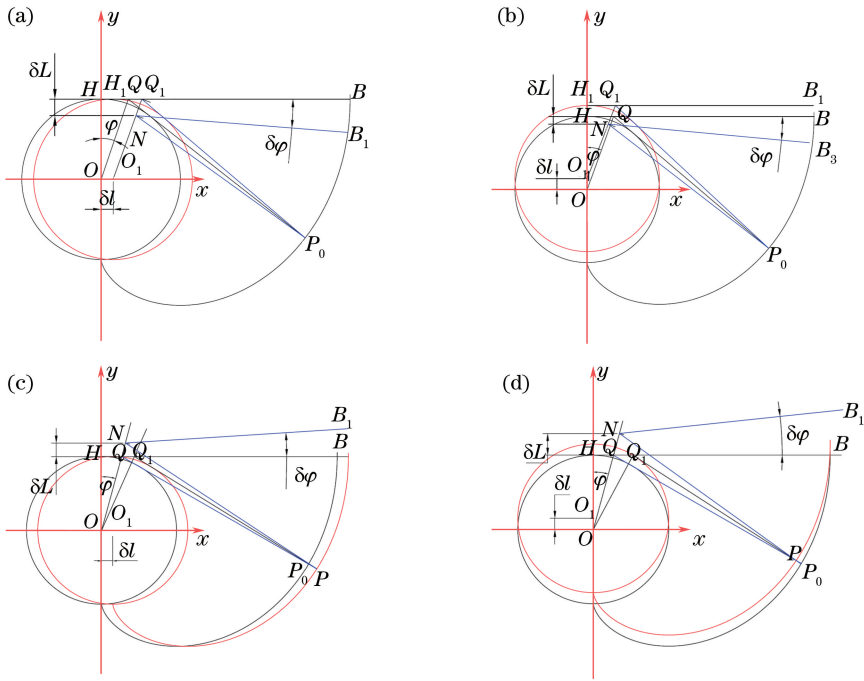 (a)
y
δL
H H₁ Q Q₁
B
φ
N
δφ
B₁
O O₁
x
δl
P₀
(b)
y
δL
H₁ Q₁
B₁
H
Q
B
N
φ
δφ
B₃
δl
O₁
O
x
P₀
(c)
y
N
B₁
H Q Q₁
B
δL
φ
δφ
O O₁
x
δl
P₀ P
(d)
y
N
B₁
δL
H Q
Q₁
B
δφ
δl
φ
O₁
O
x
P
P₀